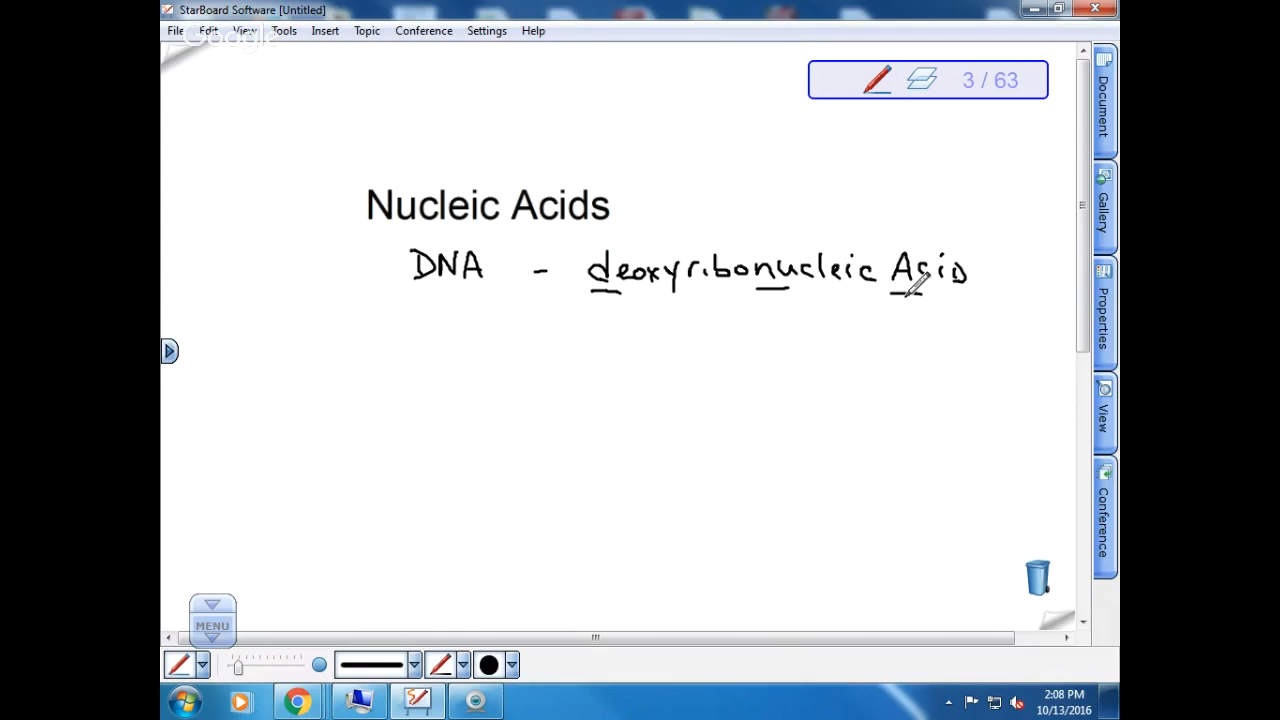 StarBoard Software [Untitled]
File Edit View Tools Insert Topic Conference Settings Help
Google
3 / 63
Document
Gallery
Properties
View
Conference
Nucleic Acids
DNA - deoxyribonucleic Acid
MENU
2:08 PM
10/13/2016